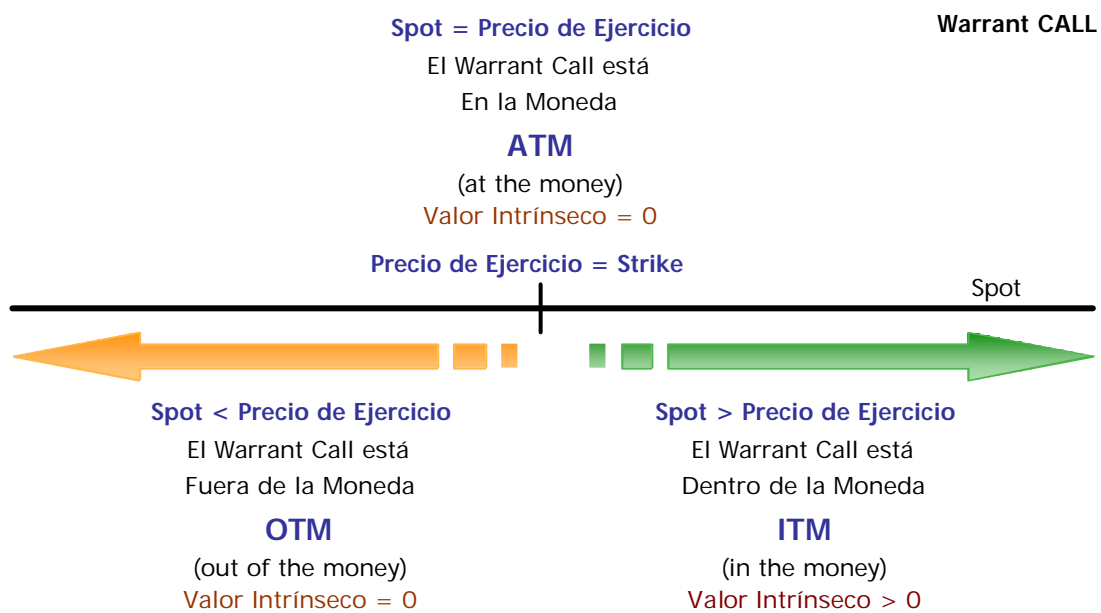 Warrant CALL
Spot = Precio de Ejercicio
El Warrant Call está
En la Moneda
ATM
(at the money)
Valor Intrínseco = 0
Precio de Ejercicio = Strike
Spot
Spot < Precio de Ejercicio
El Warrant Call está
Fuera de la Moneda
OTM
(out of the money)
Valor Intrínseco = 0
Spot > Precio de Ejercicio
El Warrant Call está
Dentro de la Moneda
ITM
(in the money)
Valor Intrínseco > 0